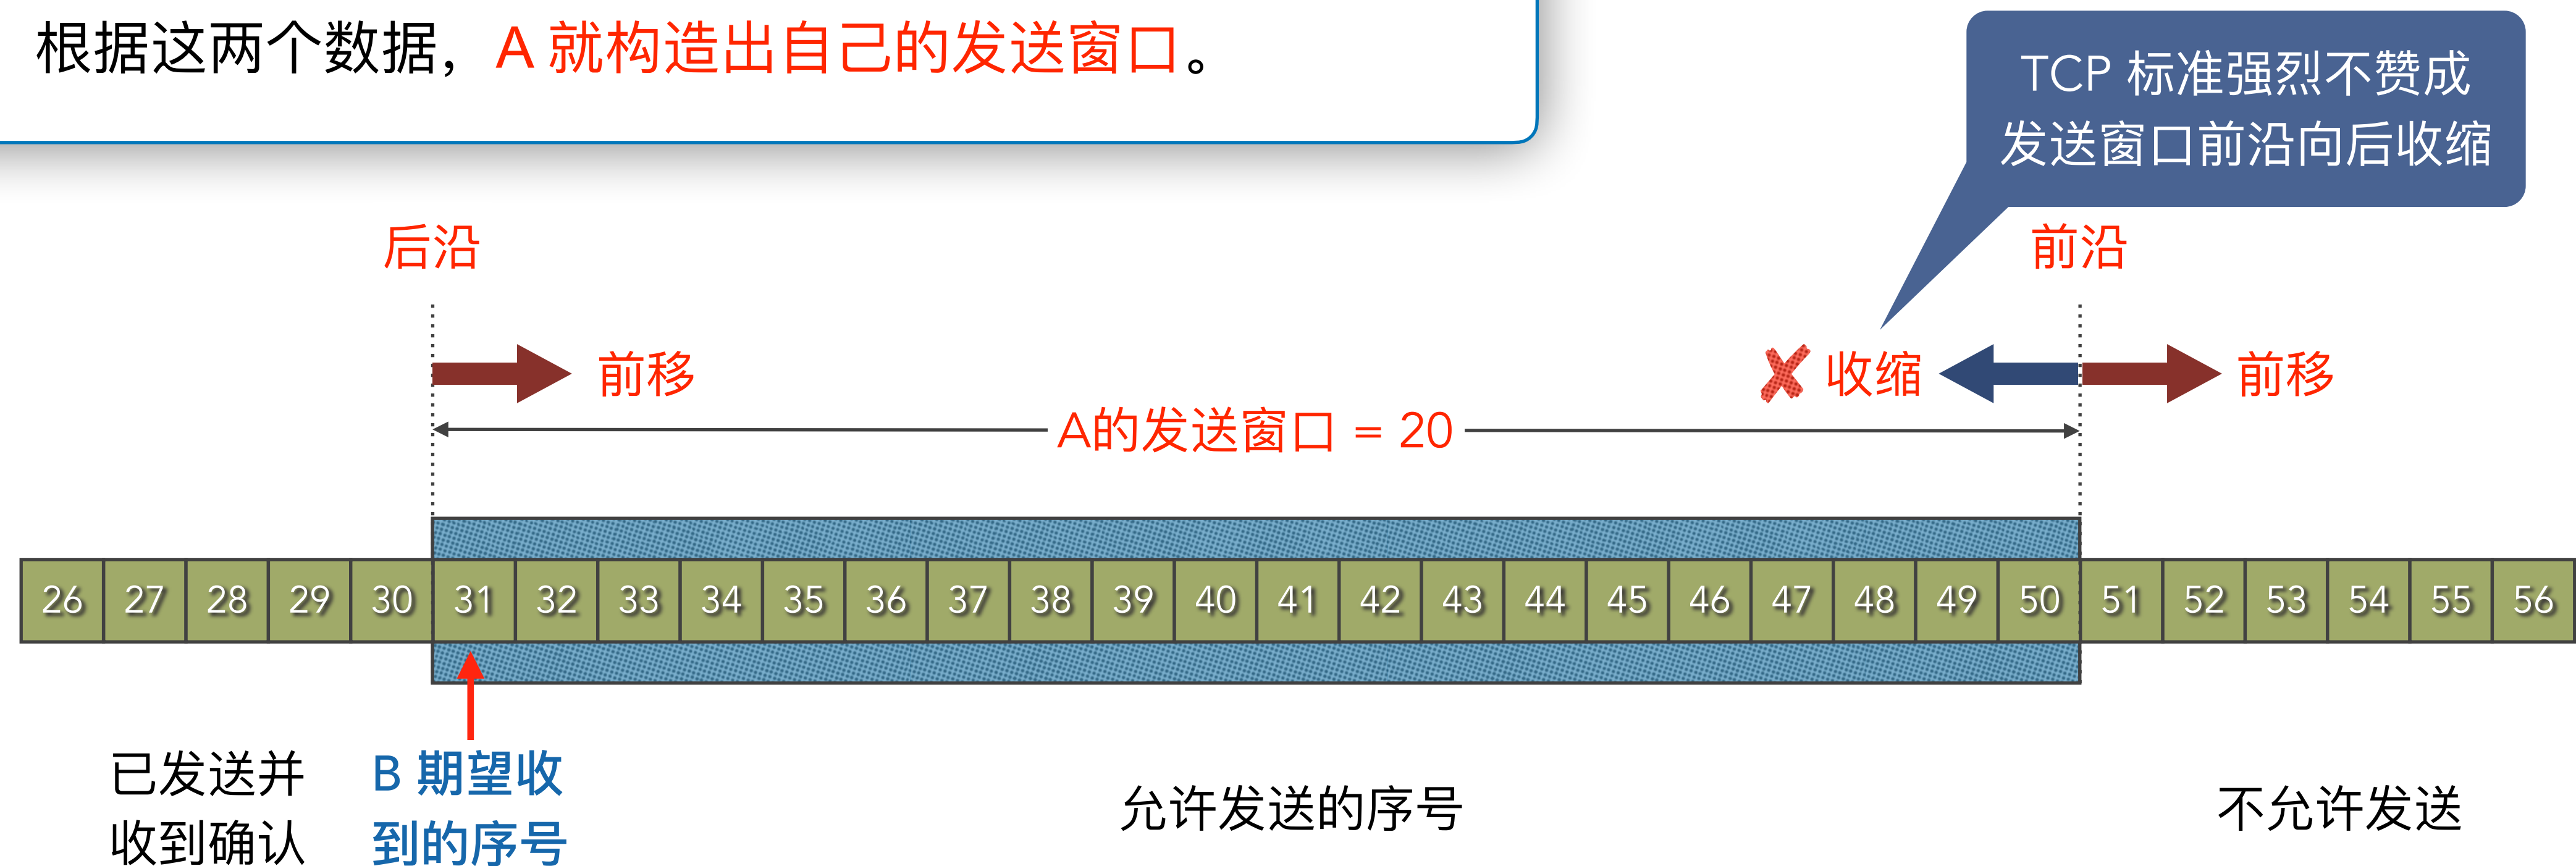 根据这两个数据，A 就构造出自己的发送窗口。
TCP 标准强烈不赞成
发送窗口前沿向后收缩
后沿
前沿
前移
收缩
前移
A的发送窗口 = 20
26 27 28 29 30 31 32 33 34 35 36 37 38 39 40 41 42 43 44 45 46 47 48 49 50 51 52 53 54 55 56
已发送并
收到确认
B 期望收
到的序号
允许发送的序号
不允许发送